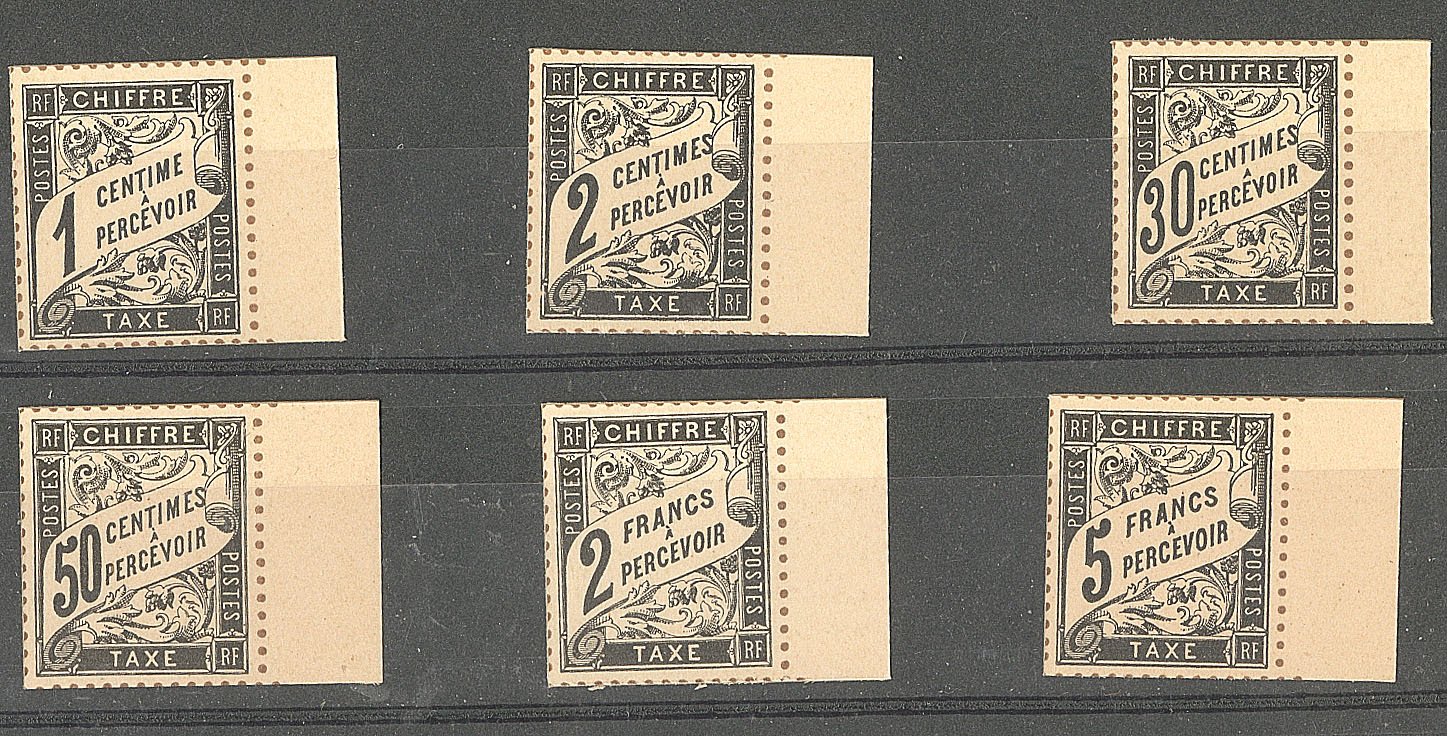 RF CHIFFRE
POSTES
1 CENTIME
À
PERCEVOIR
POSTES
TAXE RF
RF CHIFFRE
POSTES
2 CENTIMES
À
PERCEVOIR
POSTES
TAXE RF
RF CHIFFRE
POSTES
30 CENTIMES
À
PERCEVOIR
POSTES
TAXE RF
RF CHIFFRE
POSTES
50 CENTIMES
À
PERCEVOIR
POSTES
TAXE RF
RF CHIFFRE
POSTES
2 FRANCS
À
PERCEVOIR
POSTES
TAXE RF
RF CHIFFRE
POSTES
5 FRANCS
À
PERCEVOIR
POSTES
TAXE RF